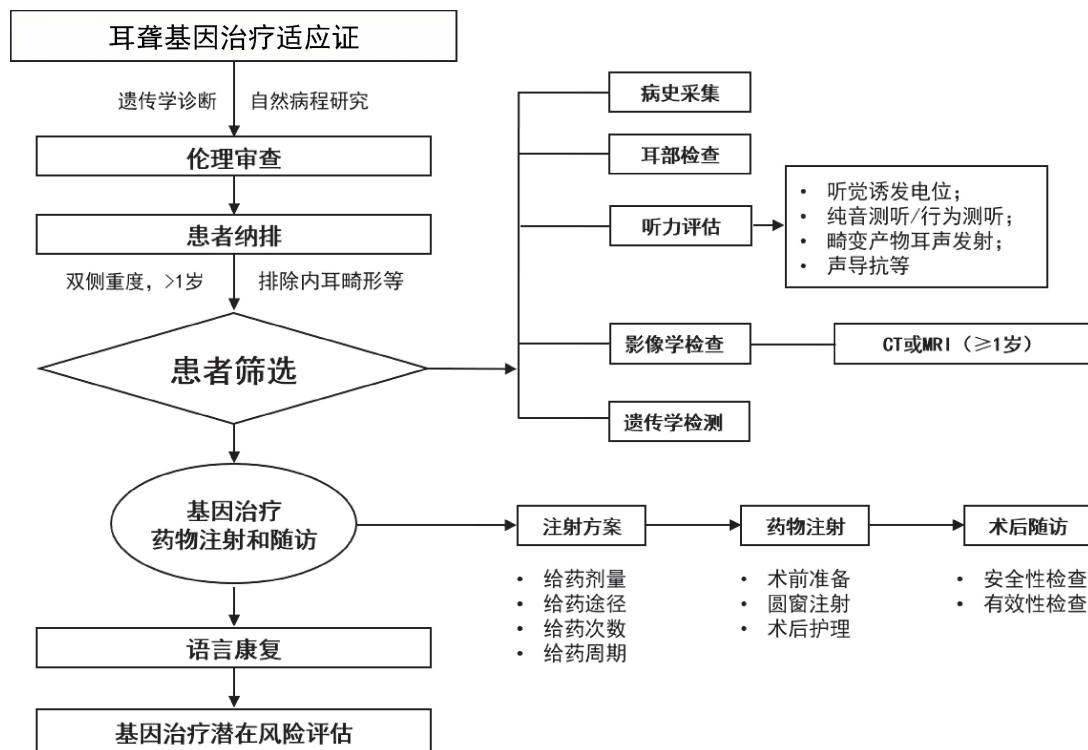 耳聋基因治疗适应证
遗传学诊断
自然病程研究
伦理审查
患者纳排
双侧重度，>1岁
排除内耳畸形等
患者筛选
病史采集
耳部检查
听力评估
• 听觉诱发电位；
• 纯音测听/行为测听；
• 畸变产物耳声发射；
• 声导抗等
影像学检查
CT或MRI（≥1岁）
遗传学检测
基因治疗
药物注射和随访
注射方案
• 给药剂量
• 给药途径
• 给药次数
• 给药周期
药物注射
• 术前准备
• 圆窗注射
• 术后护理
术后随访
• 安全性检查
• 有效性检查
语言康复
基因治疗潜在风险评估